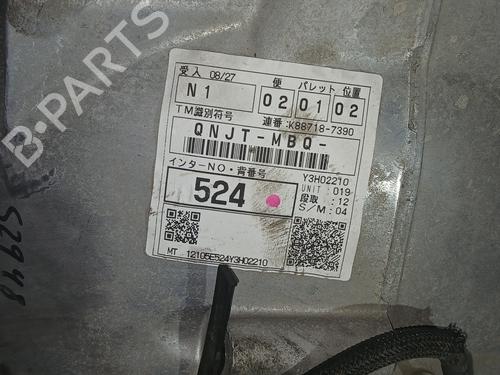 受入 08/27 便 パレット 位置
N1 02 01 02
TM識別符号 連番:K88718-7390
QNJT-MBQ-
インターNO・背番号 Y3H02210
524
UNIT : 019
段取 : 12
S/M : 04
MT 12105E524Y3H02210
52948
B-PARTS